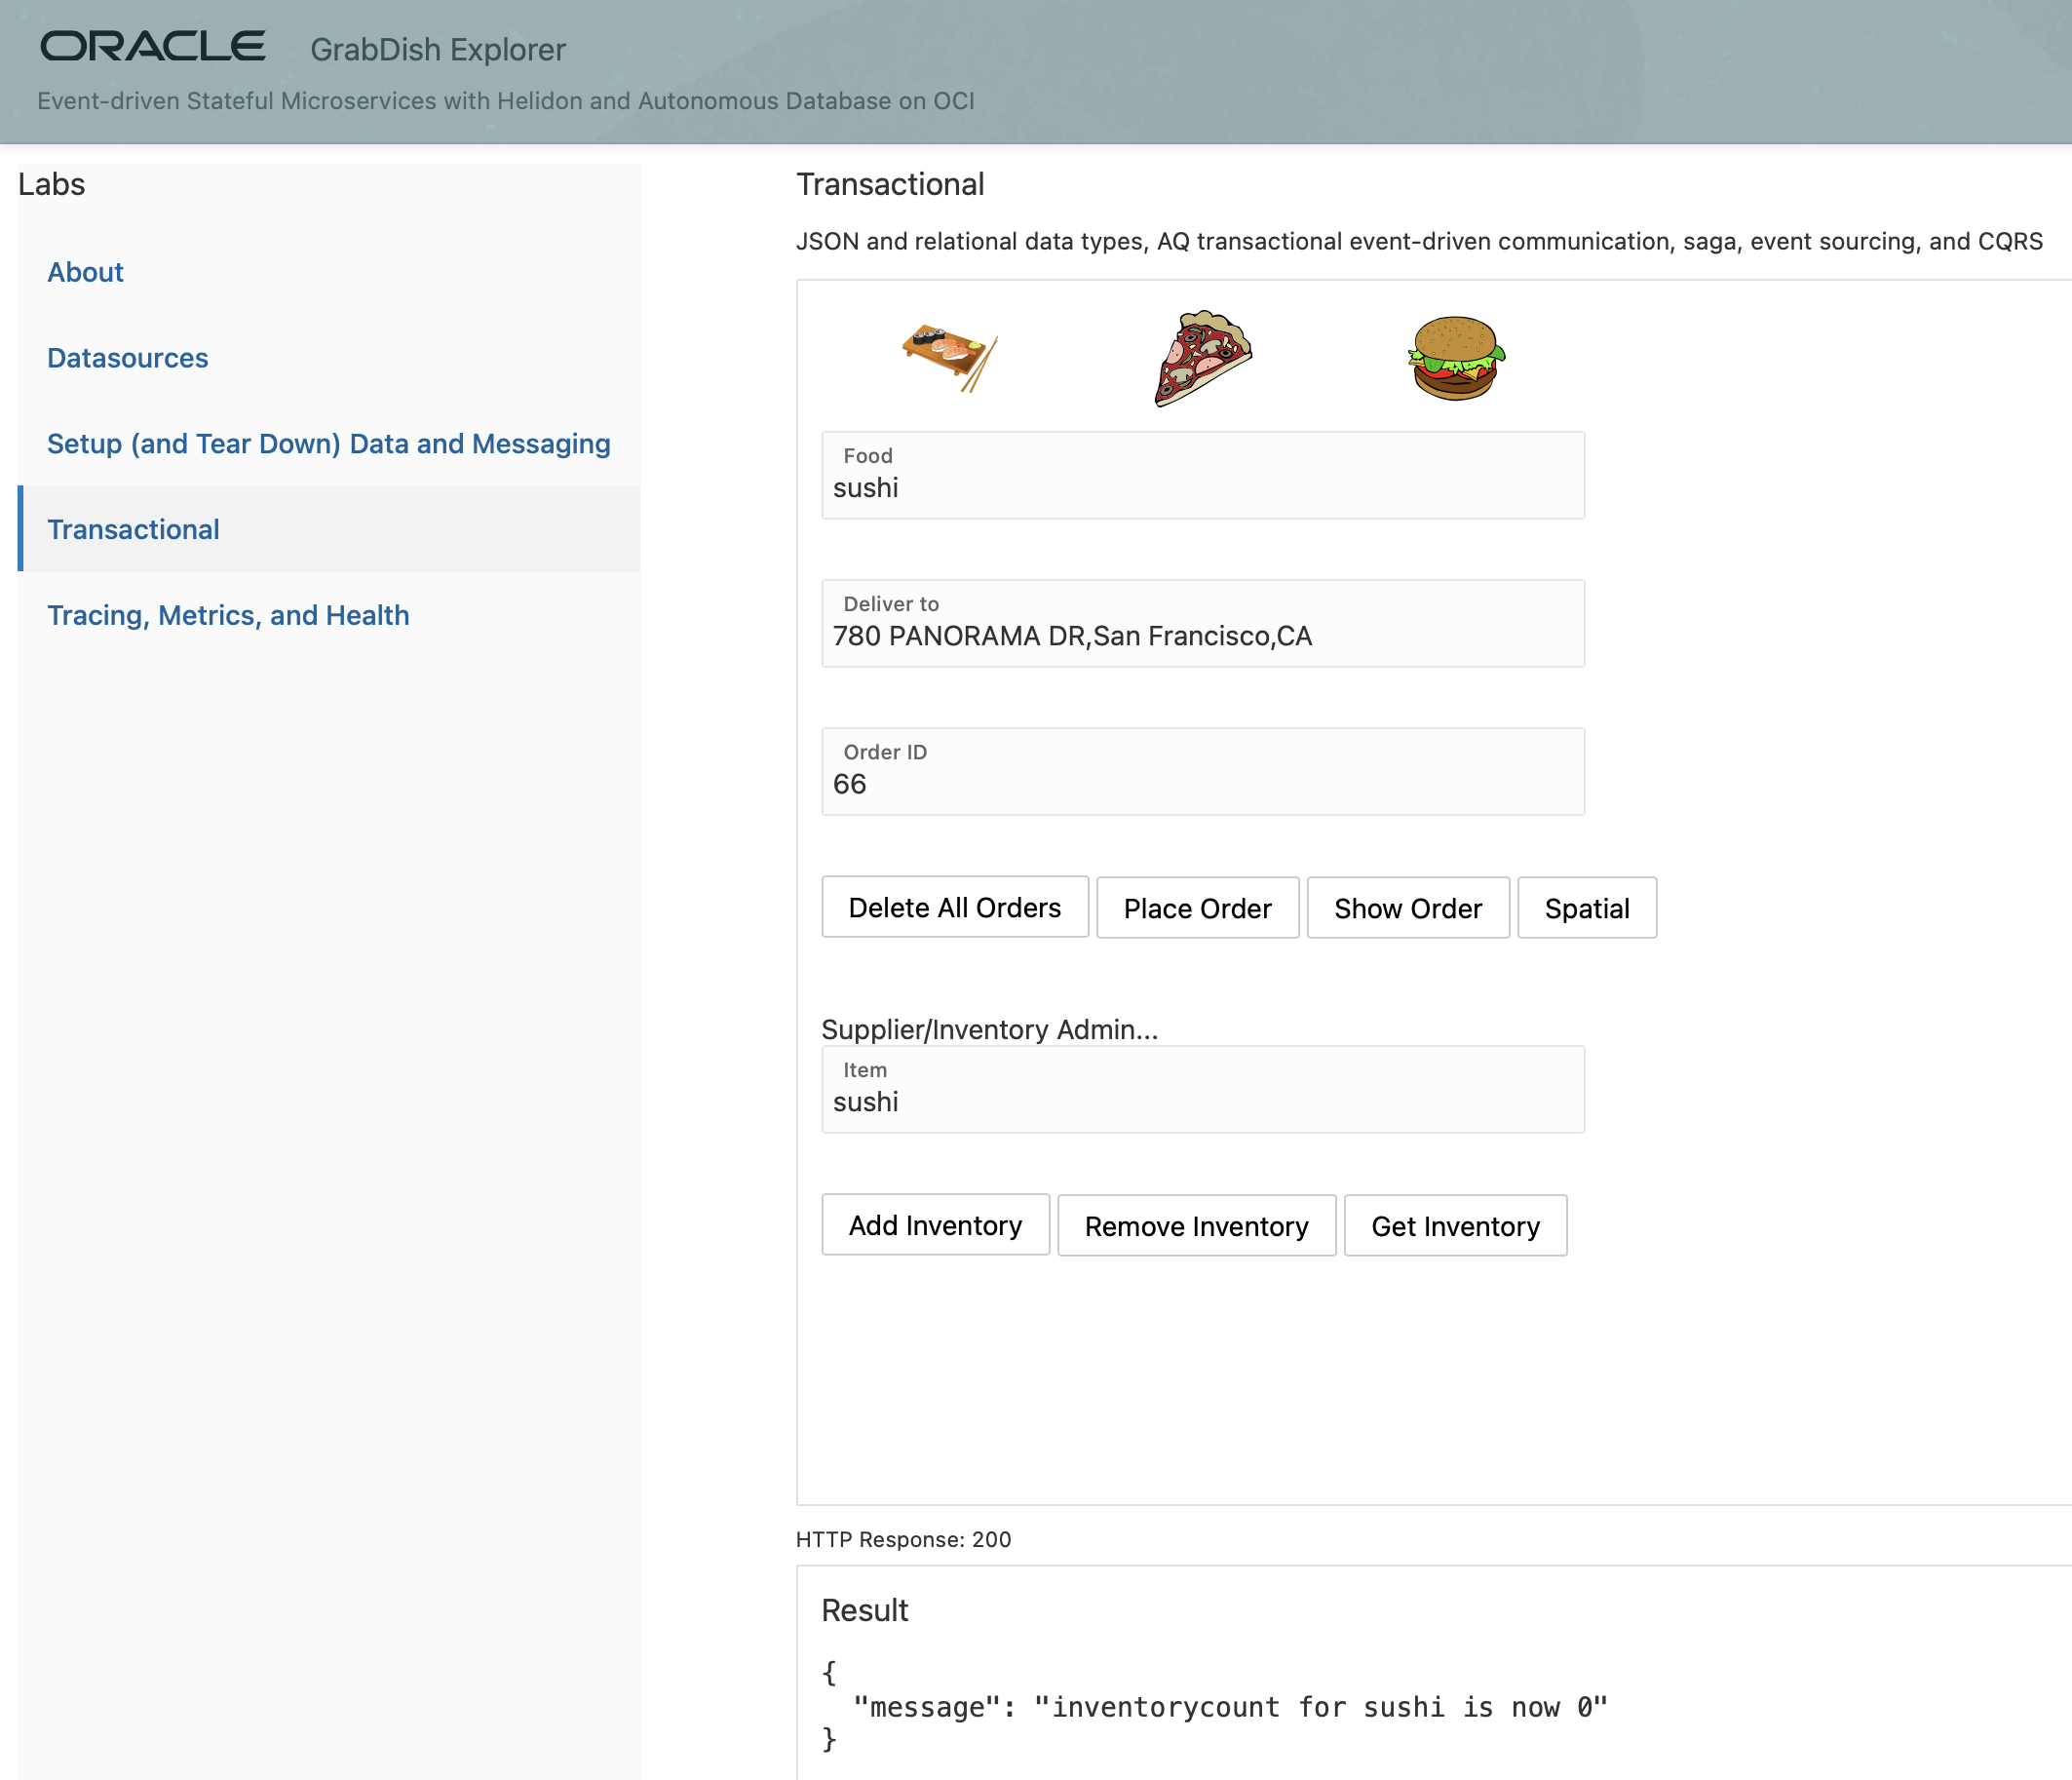 ORACLE GrabDish Explorer
Event-driven Stateful Microservices with Helidon and Autonomous Database on OCI
Labs
About
Datasources
Setup (and Tear Down) Data and Messaging
Transactional
Tracing, Metrics, and Health
Transactional
JSON and relational data types, AQ transactional event-driven communication, saga, event sourcing, and CQRS
Food
sushi
Deliver to
780 PANORAMA DR,San Francisco,CA
Order ID
66
Delete All Orders Place Order Show Order Spatial
Supplier/Inventory Admin...
Item
sushi
Add Inventory Remove Inventory Get Inventory
HTTP Response: 200
Result
{
"message": "inventorycount for sushi is now 0"
}